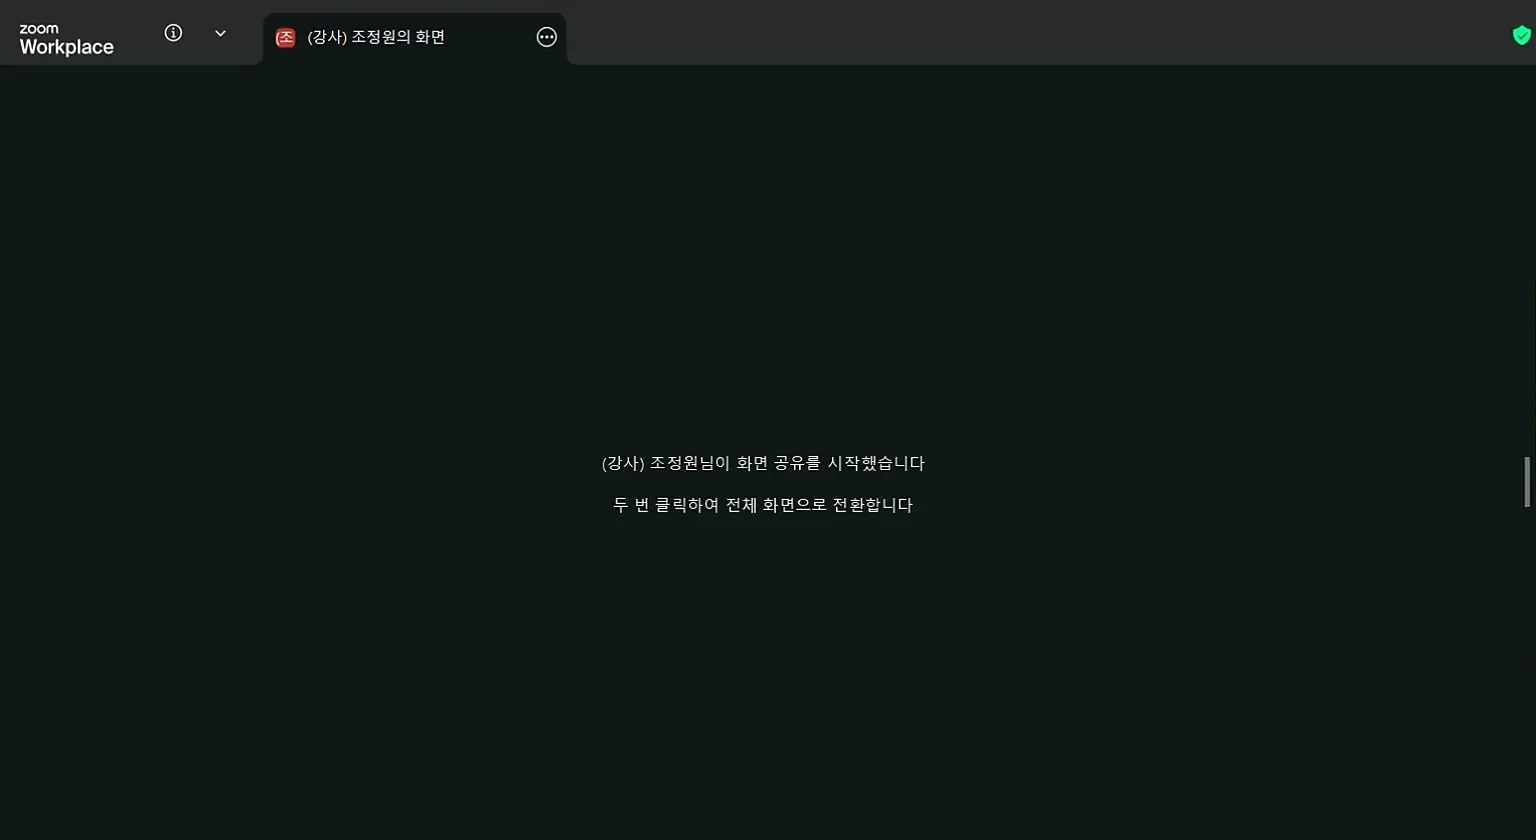 zoom
Workplace
(조 (강사) 조정원의 화면
(강사) 조정원님이 화면 공유를 시작했습니다
두 번 클릭하여 전체 화면으로 전환합니다